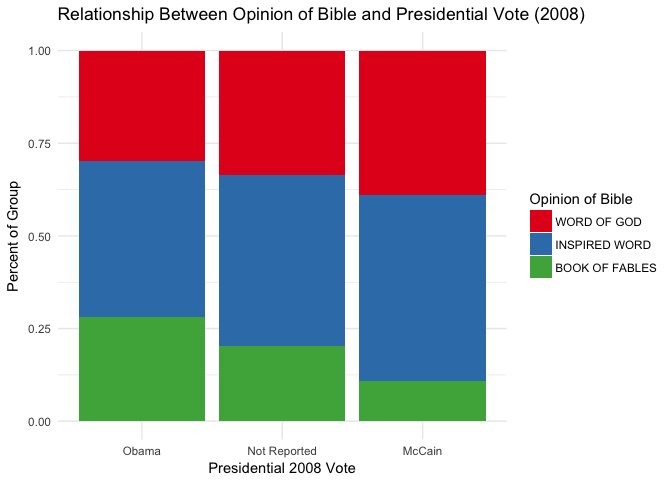 Relationship Between Opinion of Bible and Presidential Vote (2008)
1.00
0.75
0.50
0.25
0.00
Percent of Group
Obama
Not Reported
McCain
Presidential 2008 Vote
Opinion of Bible
WORD OF GOD
INSPIRED WORD
BOOK OF FABLES